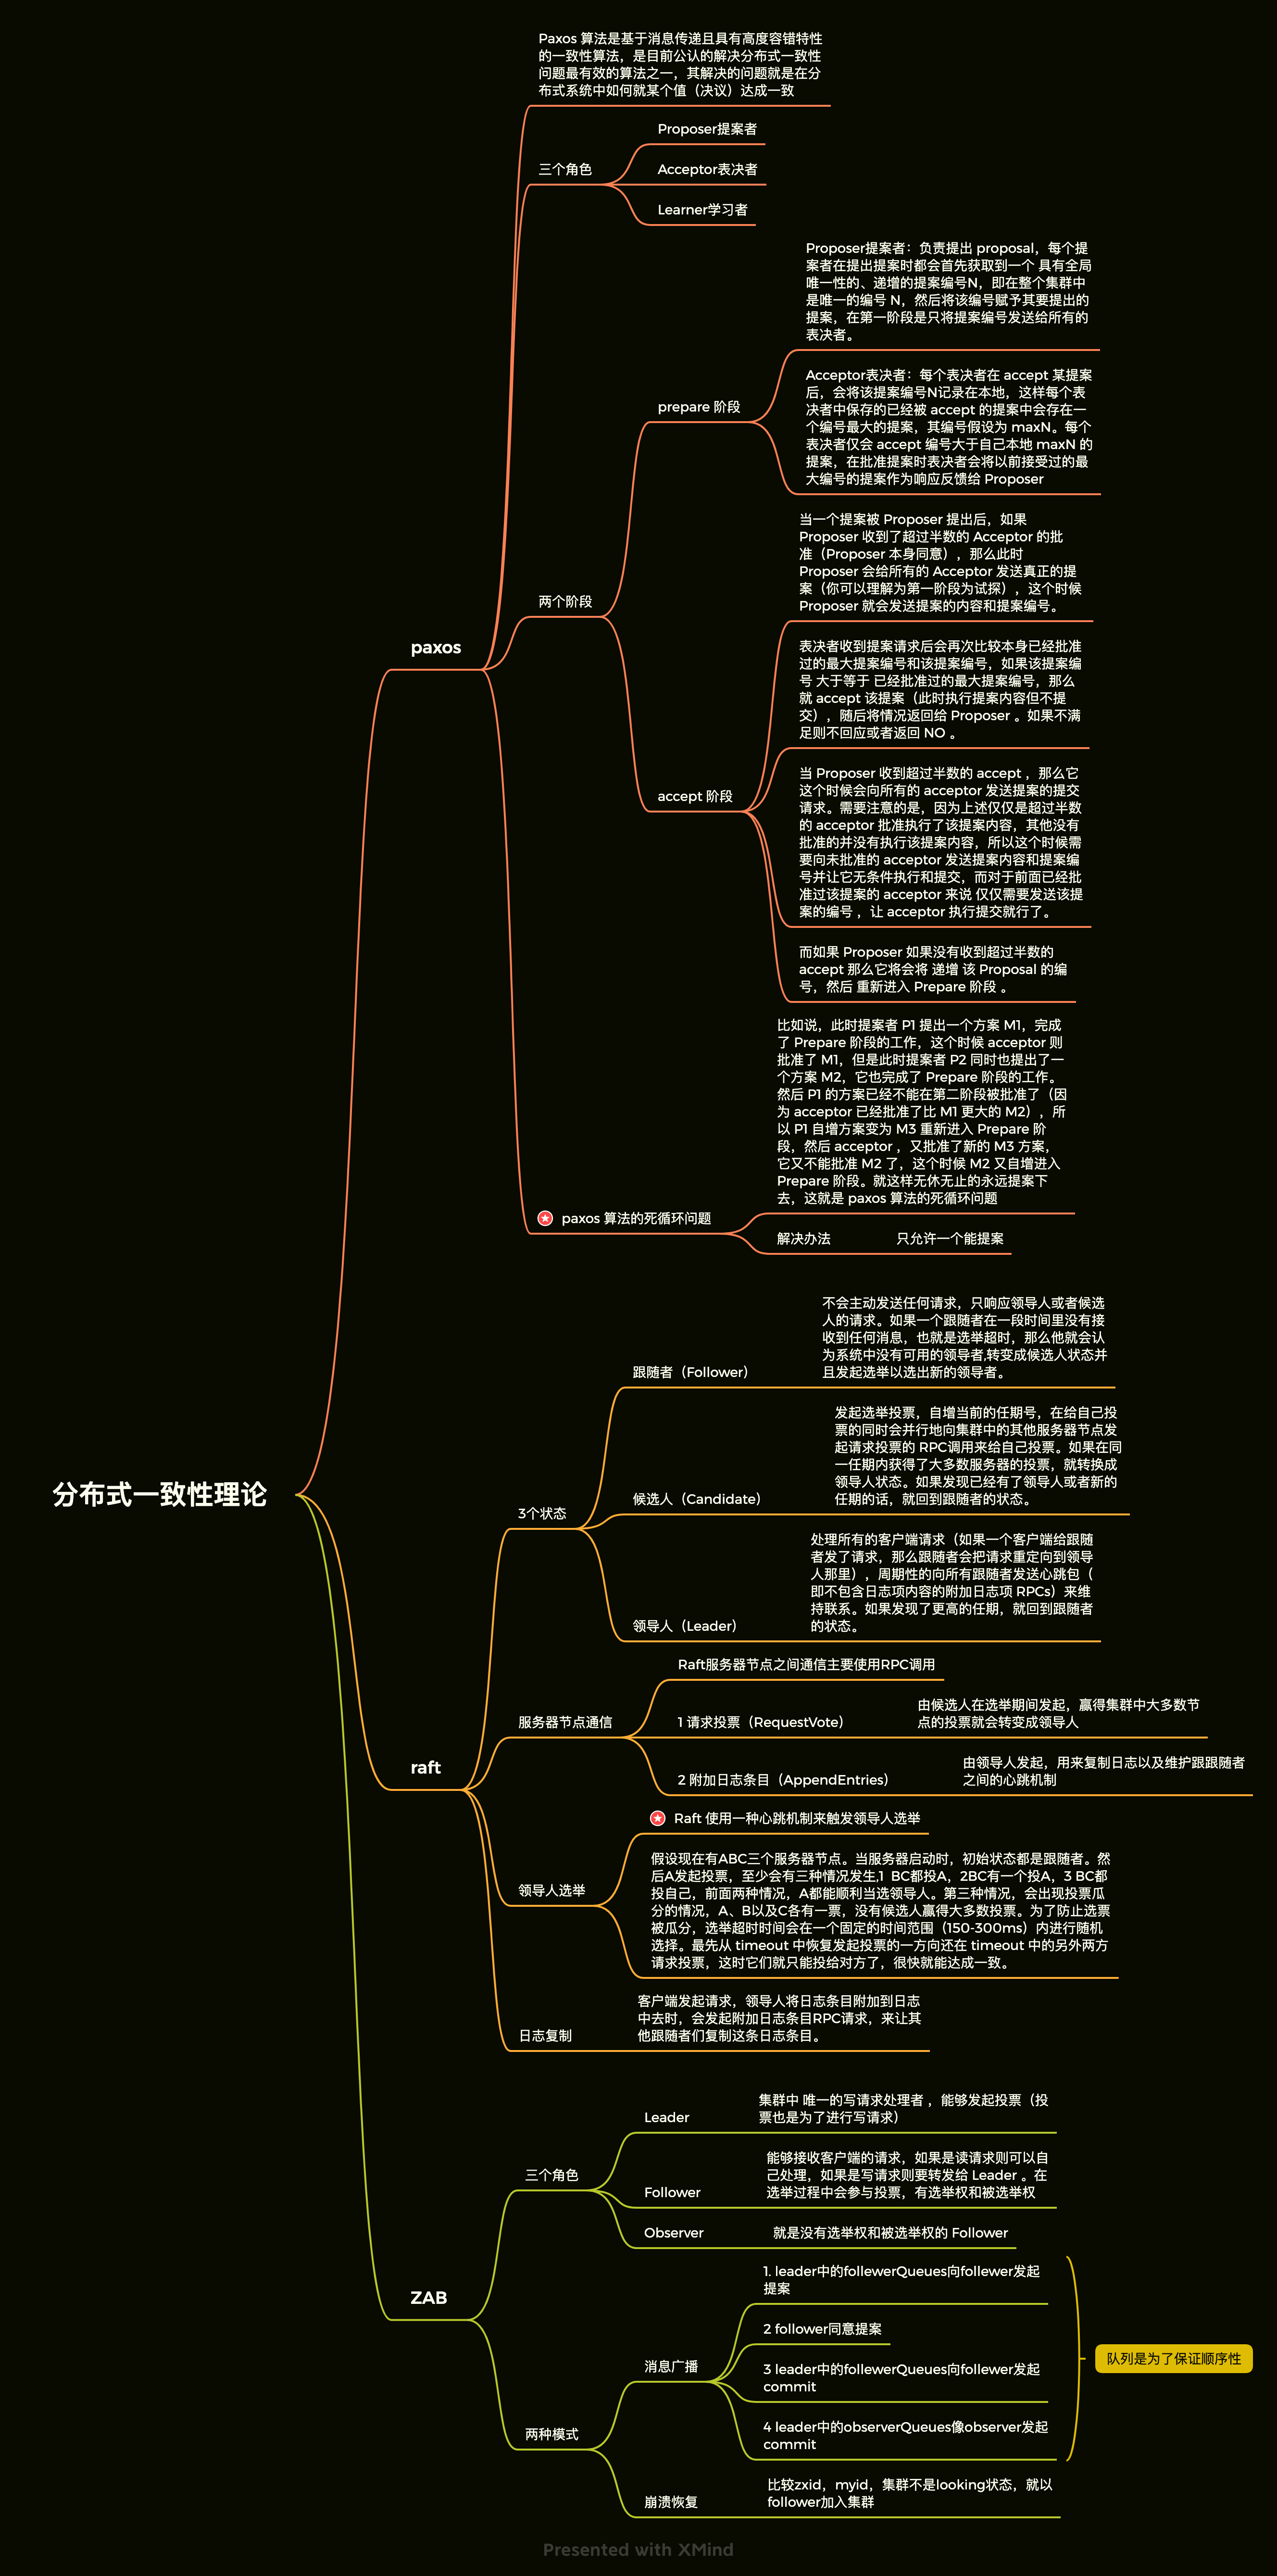 分布式一致性理论
paxos
Paxos 算法是基于消息传递且具有高度容错特性
的一致性算法，是目前公认的解决分布式一致性
问题最有效的算法之一，其解决的问题就是在分
布式系统中如何就某个值（决议）达成一致
三个角色
Proposer提案者
Acceptor表决者
Learner学习者
两个阶段
prepare 阶段
Proposer提案者：负责提出 proposal，每个提
案者在提出提案时都会首先获取到一个 具有全局
唯一性的、递增的提案编号N，即在整个集群中
是唯一的编号 N，然后将该编号赋予其要提出的
提案，在第一阶段是只将提案编号发送给所有的
表决者。
Acceptor表决者：每个表决者在 accept 某提案
后，会将该提案编号N记录在本地，这样每个表
决者中保存的已经被 accept 的提案中会存在一
个编号最大的提案，其编号假设为 maxN。每个
表决者仅会 accept 编号大于自己本地 maxN 的
提案，在批准提案时表决者会将以前接受过的最
大编号的提案作为响应反馈给 Proposer
accept 阶段
当一个提案被 Proposer 提出后，如果
Proposer 收到了超过半数的 Acceptor 的批
准（Proposer 本身同意），那么此时
Proposer 会给所有的 Acceptor 发送真正的提
案（你可以理解为第一阶段为试探），这个时候
Proposer 就会发送提案的内容和提案编号。
表决者收到提案请求后会再次比较本身已经批准
过的最大提案编号和该提案编号，如果该提案编
号 大于等于 已经批准过的最大提案编号，那么
就 accept 该提案（此时执行提案内容但不提
交），随后将情况返回给 Proposer 。如果不满
足则不回应或者返回 NO 。
当 Proposer 收到超过半数的 accept ，那么它
这个时候会向所有的 acceptor 发送提案的提交
请求。需要注意的是，因为上述仅仅是超过半数
的 acceptor 批准执行了该提案内容，其他没有
批准的并没有执行该提案内容，所以这个时候需
要向未批准的 acceptor 发送提案内容和提案编
号并让它无条件执行和提交，而对于前面已经批
准过该提案的 acceptor 来说 仅仅需要发送该提
案的编号 ，让 acceptor 执行提交就行了。
而如果 Proposer 如果没有收到超过半数的
accept 那么它将会将 递增 该 Proposal 的编
号，然后 重新进入 Prepare 阶段 。
paxos 算法的死循环问题
比如说，此时提案者 P1 提出一个方案 M1，完成
了 Prepare 阶段的工作，这个时候 acceptor 则
批准了 M1，但是此时提案者 P2 同时也提出了一
个方案 M2，它也完成了 Prepare 阶段的工作。
然后 P1 的方案已经不能在第二阶段被批准了（因
为 acceptor 已经批准了比 M1 更大的 M2），所
以 P1 自增方案变为 M3 重新进入 Prepare 阶
段，然后 acceptor ，又批准了新的 M3 方案，
它又不能批准 M2 了，这个时候 M2 又自增进入
Prepare 阶段。就这样无休无止的永远提案下
去，这就是 paxos 算法的死循环问题
解决办法
只允许一个能提案
raft
3个状态
跟随者（Follower）
不会主动发送任何请求，只响应领导人或者候选
人的请求。如果一个跟随者在一段时间里没有接
收到任何消息，也就是选举超时，那么他就会认
为系统中没有可用的领导者,转变成候选人状态并
且发起选举以选出新的领导者。
候选人（Candidate）
发起选举投票，自增当前的任期号，在给自己投
票的同时会并行地向集群中的其他服务器节点发
起请求投票的 RPC调用来给自己投票。如果在同
一任期内获得了大多数服务器的投票，就转换成
领导人状态。如果发现已经有了领导人或者新的
任期的话，就回到跟随者的状态。
领导人（Leader）
处理所有的客户端请求（如果一个客户端给跟随
者发了请求，那么跟随者会把请求重定向到领导
人那里），周期性的向所有跟随者发送心跳包（
即不包含日志项内容的附加日志项 RPCs）来维
持联系。如果发现了更高的任期，就回到跟随者
的状态。
服务器节点通信
Raft服务器节点之间通信主要使用RPC调用
1 请求投票（RequestVote）
由候选人在选举期间发起，赢得集群中大多数节
点的投票就会转变成领导人
2 附加日志条目（AppendEntries）
由领导人发起，用来复制日志以及维护跟跟随者
之间的心跳机制
领导人选举
Raft 使用一种心跳机制来触发领导人选举
假设现在有ABC三个服务器节点。当服务器启动时，初始状态都是跟随者。然
后A发起投票，至少会有三种情况发生,1 BC都投A，2BC有一个投A，3 BC都
投自己，前面两种情况，A都能顺利当选领导人。第三种情况，会出现投票瓜
分的情况，A、B以及C各有一票，没有候选人赢得大多数投票。为了防止选票
被瓜分，选举超时时间会在一个固定的时间范围（150-300ms）内进行随机
选择。最先从 timeout 中恢复发起投票的一方向还在 timeout 中的另外两方
请求投票，这时它们就只能投给对方了，很快就能达成一致。
日志复制
客户端发起请求，领导人将日志条目附加到日志
中去时，会发起附加日志条目RPC请求，来让其
他跟随者们复制这条日志条目。
ZAB
三个角色
Leader
集群中 唯一的写请求处理者 ，能够发起投票（投
票也是为了进行写请求）
Follower
能够接收客户端的请求，如果是读请求则可以自
己处理，如果是写请求则要转发给 Leader 。在
选举过程中会参与投票，有选举权和被选举权
Observer
就是没有选举权和被选举权的 Follower
两种模式
消息广播
1. leader中的follewerQueues向follewer发起
提案
2 follower同意提案
3 leader中的follewerQueues向follewer发起
commit
4 leader中的observerQueues像observer发起
commit
队列是为了保证顺序性
崩溃恢复
比较zxid，myid，集群不是looking状态，就以
follower加入集群
Presented with XMind